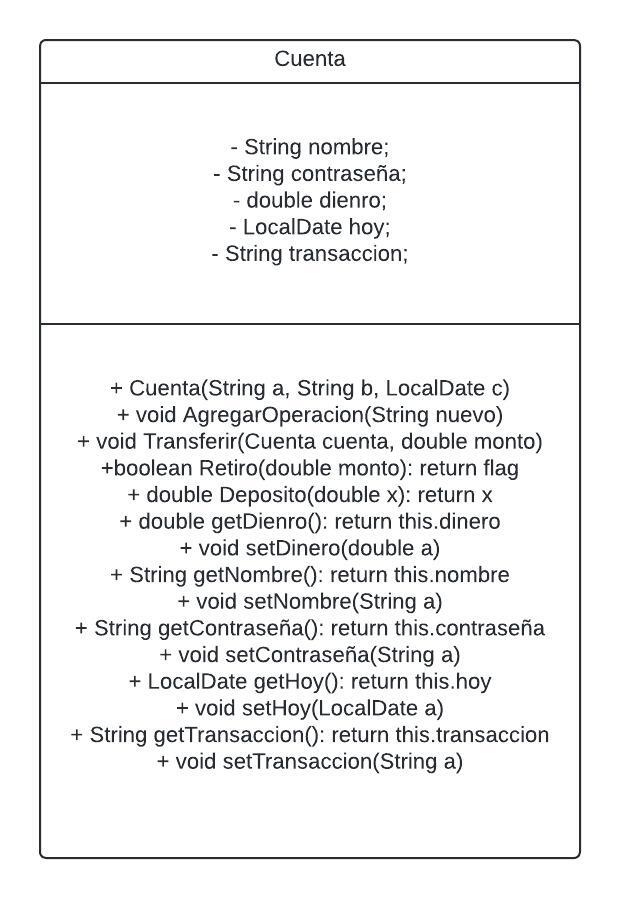 Cuenta
- String nombre;
- String contraseña;
- double dienro;
- LocalDate hoy;
- String transaccion;
+ Cuenta(String a, String b, LocalDate c)
+ void AgregarOperacion(String nuevo)
+ void Transferir(Cuenta cuenta, double monto)
+boolean Retiro(double monto): return flag
+ double Deposito(double x): return x
+ double getDienro(): return this.dinero
+ void setDinero(double a)
+ String getNombre(): return this.nombre
+ void setNombre(String a)
+ String getContraseña(): return this.contraseña
+ void setContraseña(String a)
+ LocalDate getHoy(): return this.hoy
+ void setHoy(LocalDate a)
+ String getTransaccion(): return this.transaccion
+ void setTransaccion(String a)